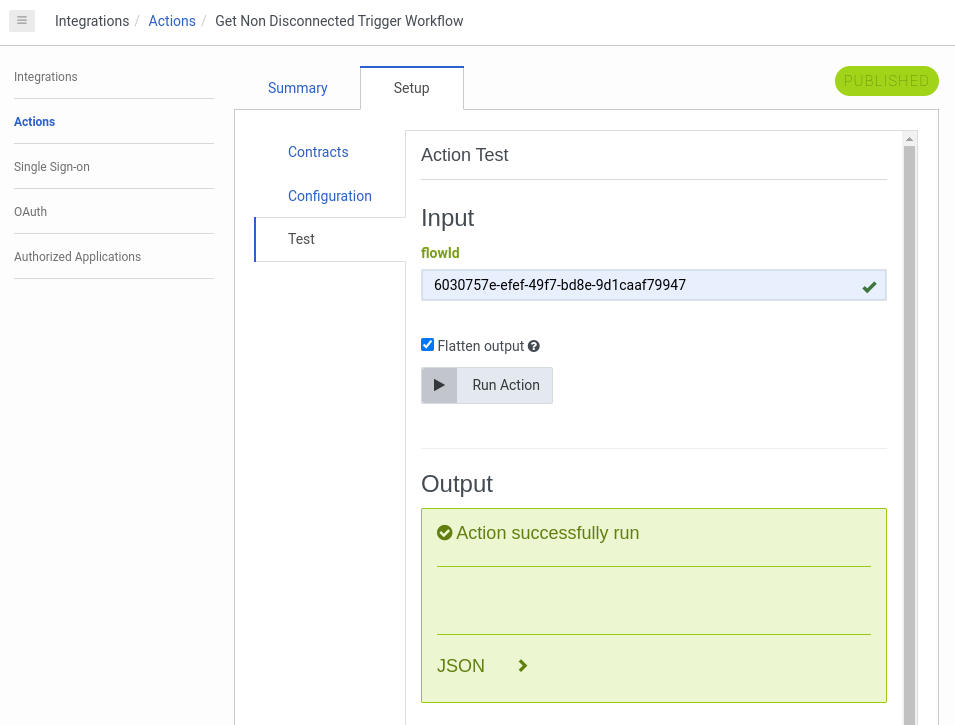 Integrations / Actions / Get Non Disconnected Trigger Workflow
Integrations
Actions
Single Sign-on
OAuth
Authorized Applications
Summary
Setup
PUBLISHED
Contracts
Configuration
Test
Action Test
Input
flowId
6030757e-efef-49f7-bd8e-9d1caaf79947
Flatten output
Run Action
Output
Action successfully run
JSON